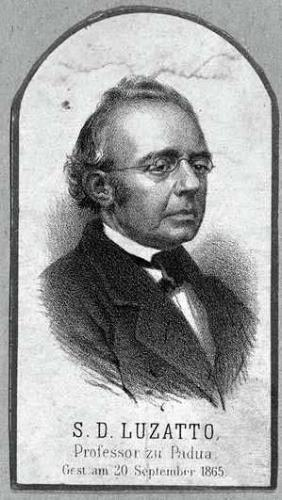 S. D. LUZATTO,
Professor zu Padua.
Gest am 20 September 1865.